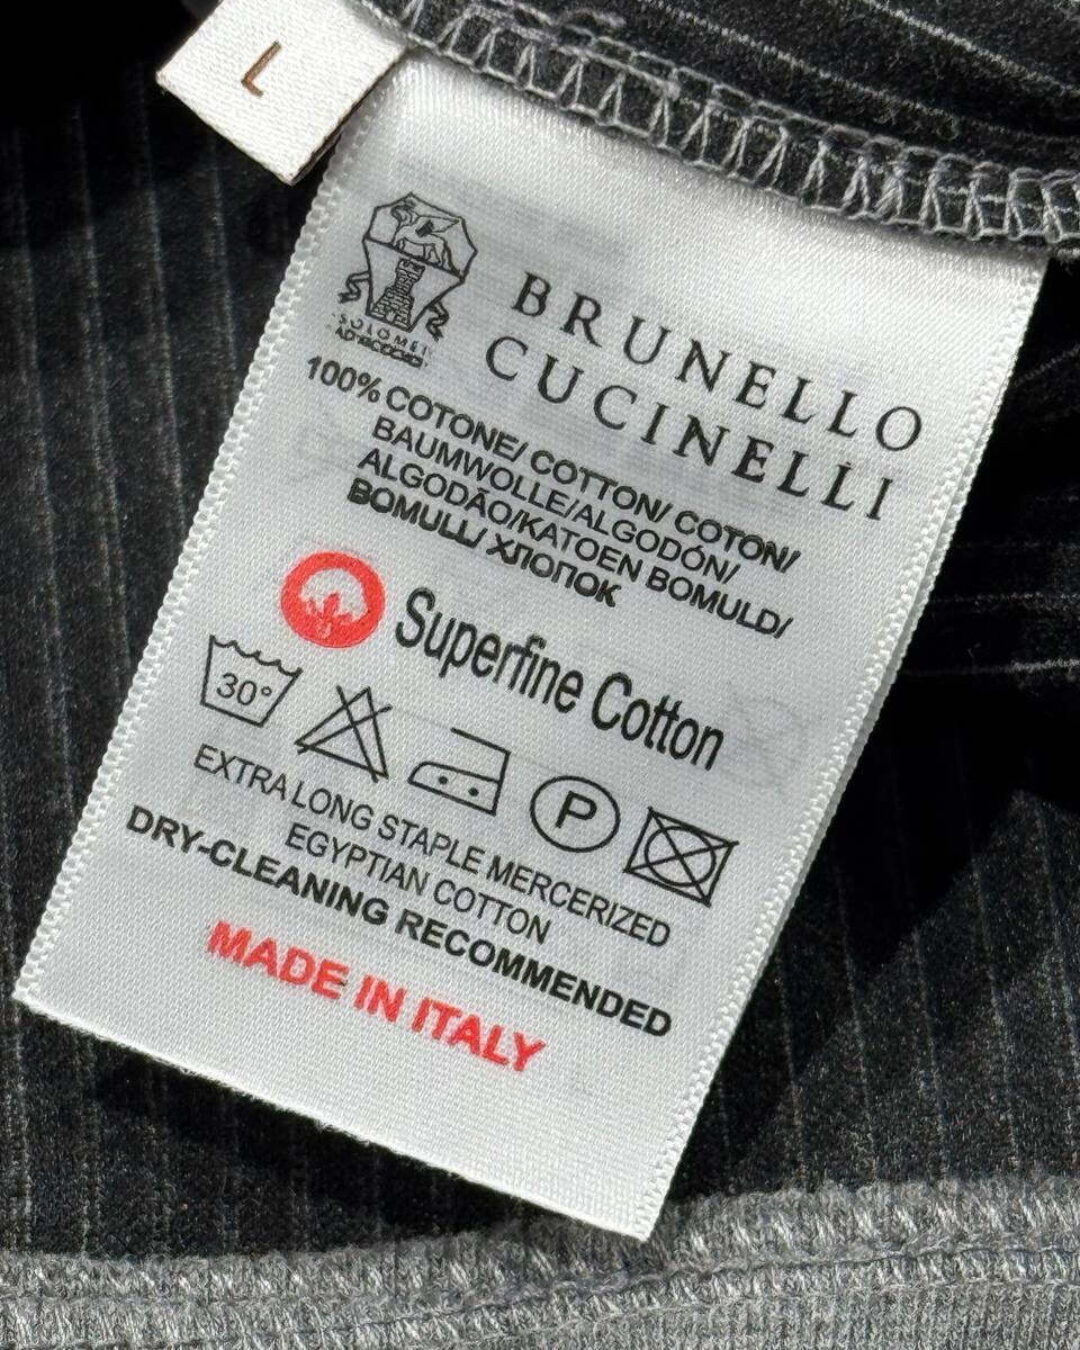 L
BRUNELLO
CUCINELLI
SOLOMEI
100% COTONE/ COTTON/ COTON/
BAUMWOLLE/ALGODÓN/
ALGODÃO/KATOEN BOMULD/
BOMULL/ ХЛОПОК
Superfine Cotton
30°
P
EXTRA LONG STAPLE MERCERIZED
EGYPTIAN COTTON
DRY-CLEANING RECOMMENDED
MADE IN ITALY